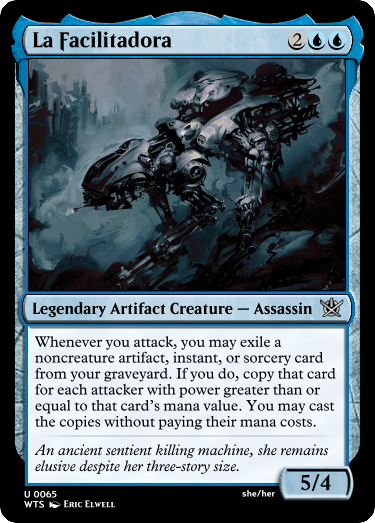 La Facilitadora 2
Legendary Artifact Creature — Assassin
Whenever you attack, you may exile a
noncreature artifact, instant, or sorcery card
from your graveyard. If you do, copy that card
for each attacker with power greater than or
equal to that card's mana value. You may cast
the copies without paying their mana costs.
An ancient sentient killing machine, she remains
elusive despite her three-story size.
5/4
U 0065 she/her
WTS Eric Elwell